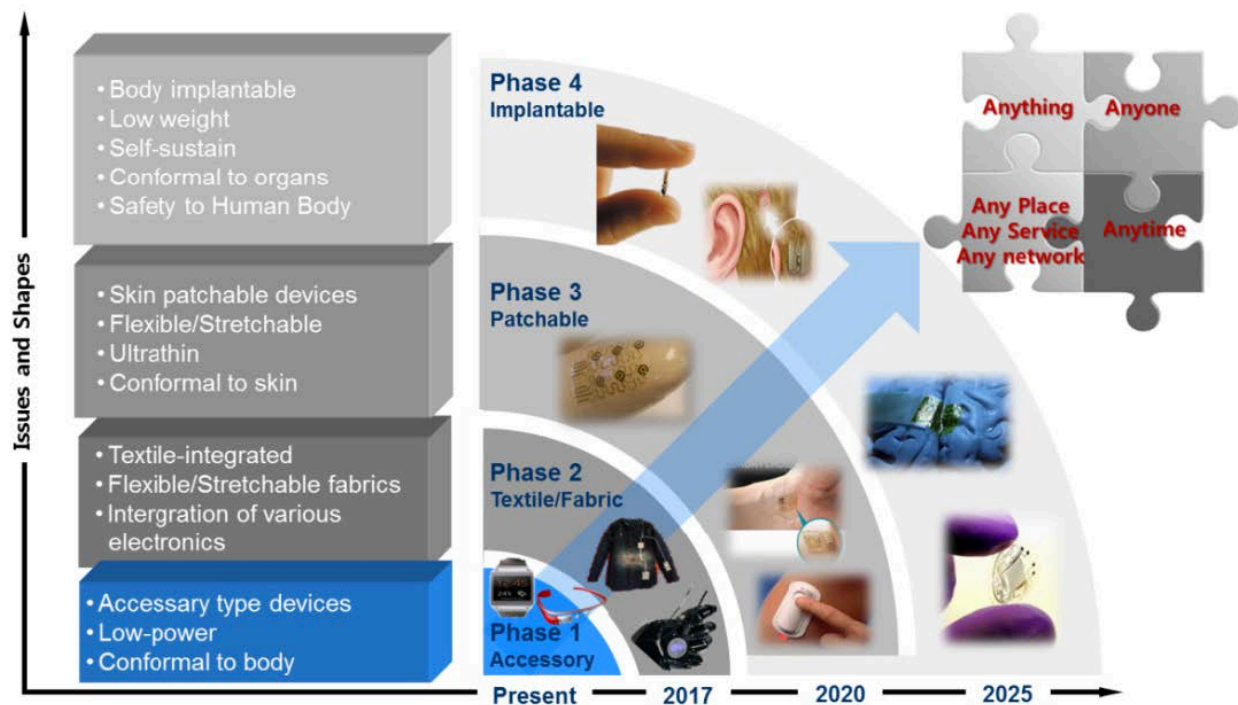 Issues and Shapes
• Body implantable
• Low weight
• Self-sustain
• Conformal to organs
• Safety to Human Body
• Skin patchable devices
• Flexible/Stretchable
• Ultrathin
• Conformal to skin
• Textile-integrated
• Flexible/Stretchable fabrics
• Intergration of various
electronics
• Accessary type devices
• Low-power
• Conformal to body
Phase 4
Implantable
Phase 3
Patchable
Phase 2
Textile/Fabric
12:45
Phase 1
Accessory
Anything
Anyone
Any Place
Any Service
Any network
Anytime
Present
2017
2020
2025